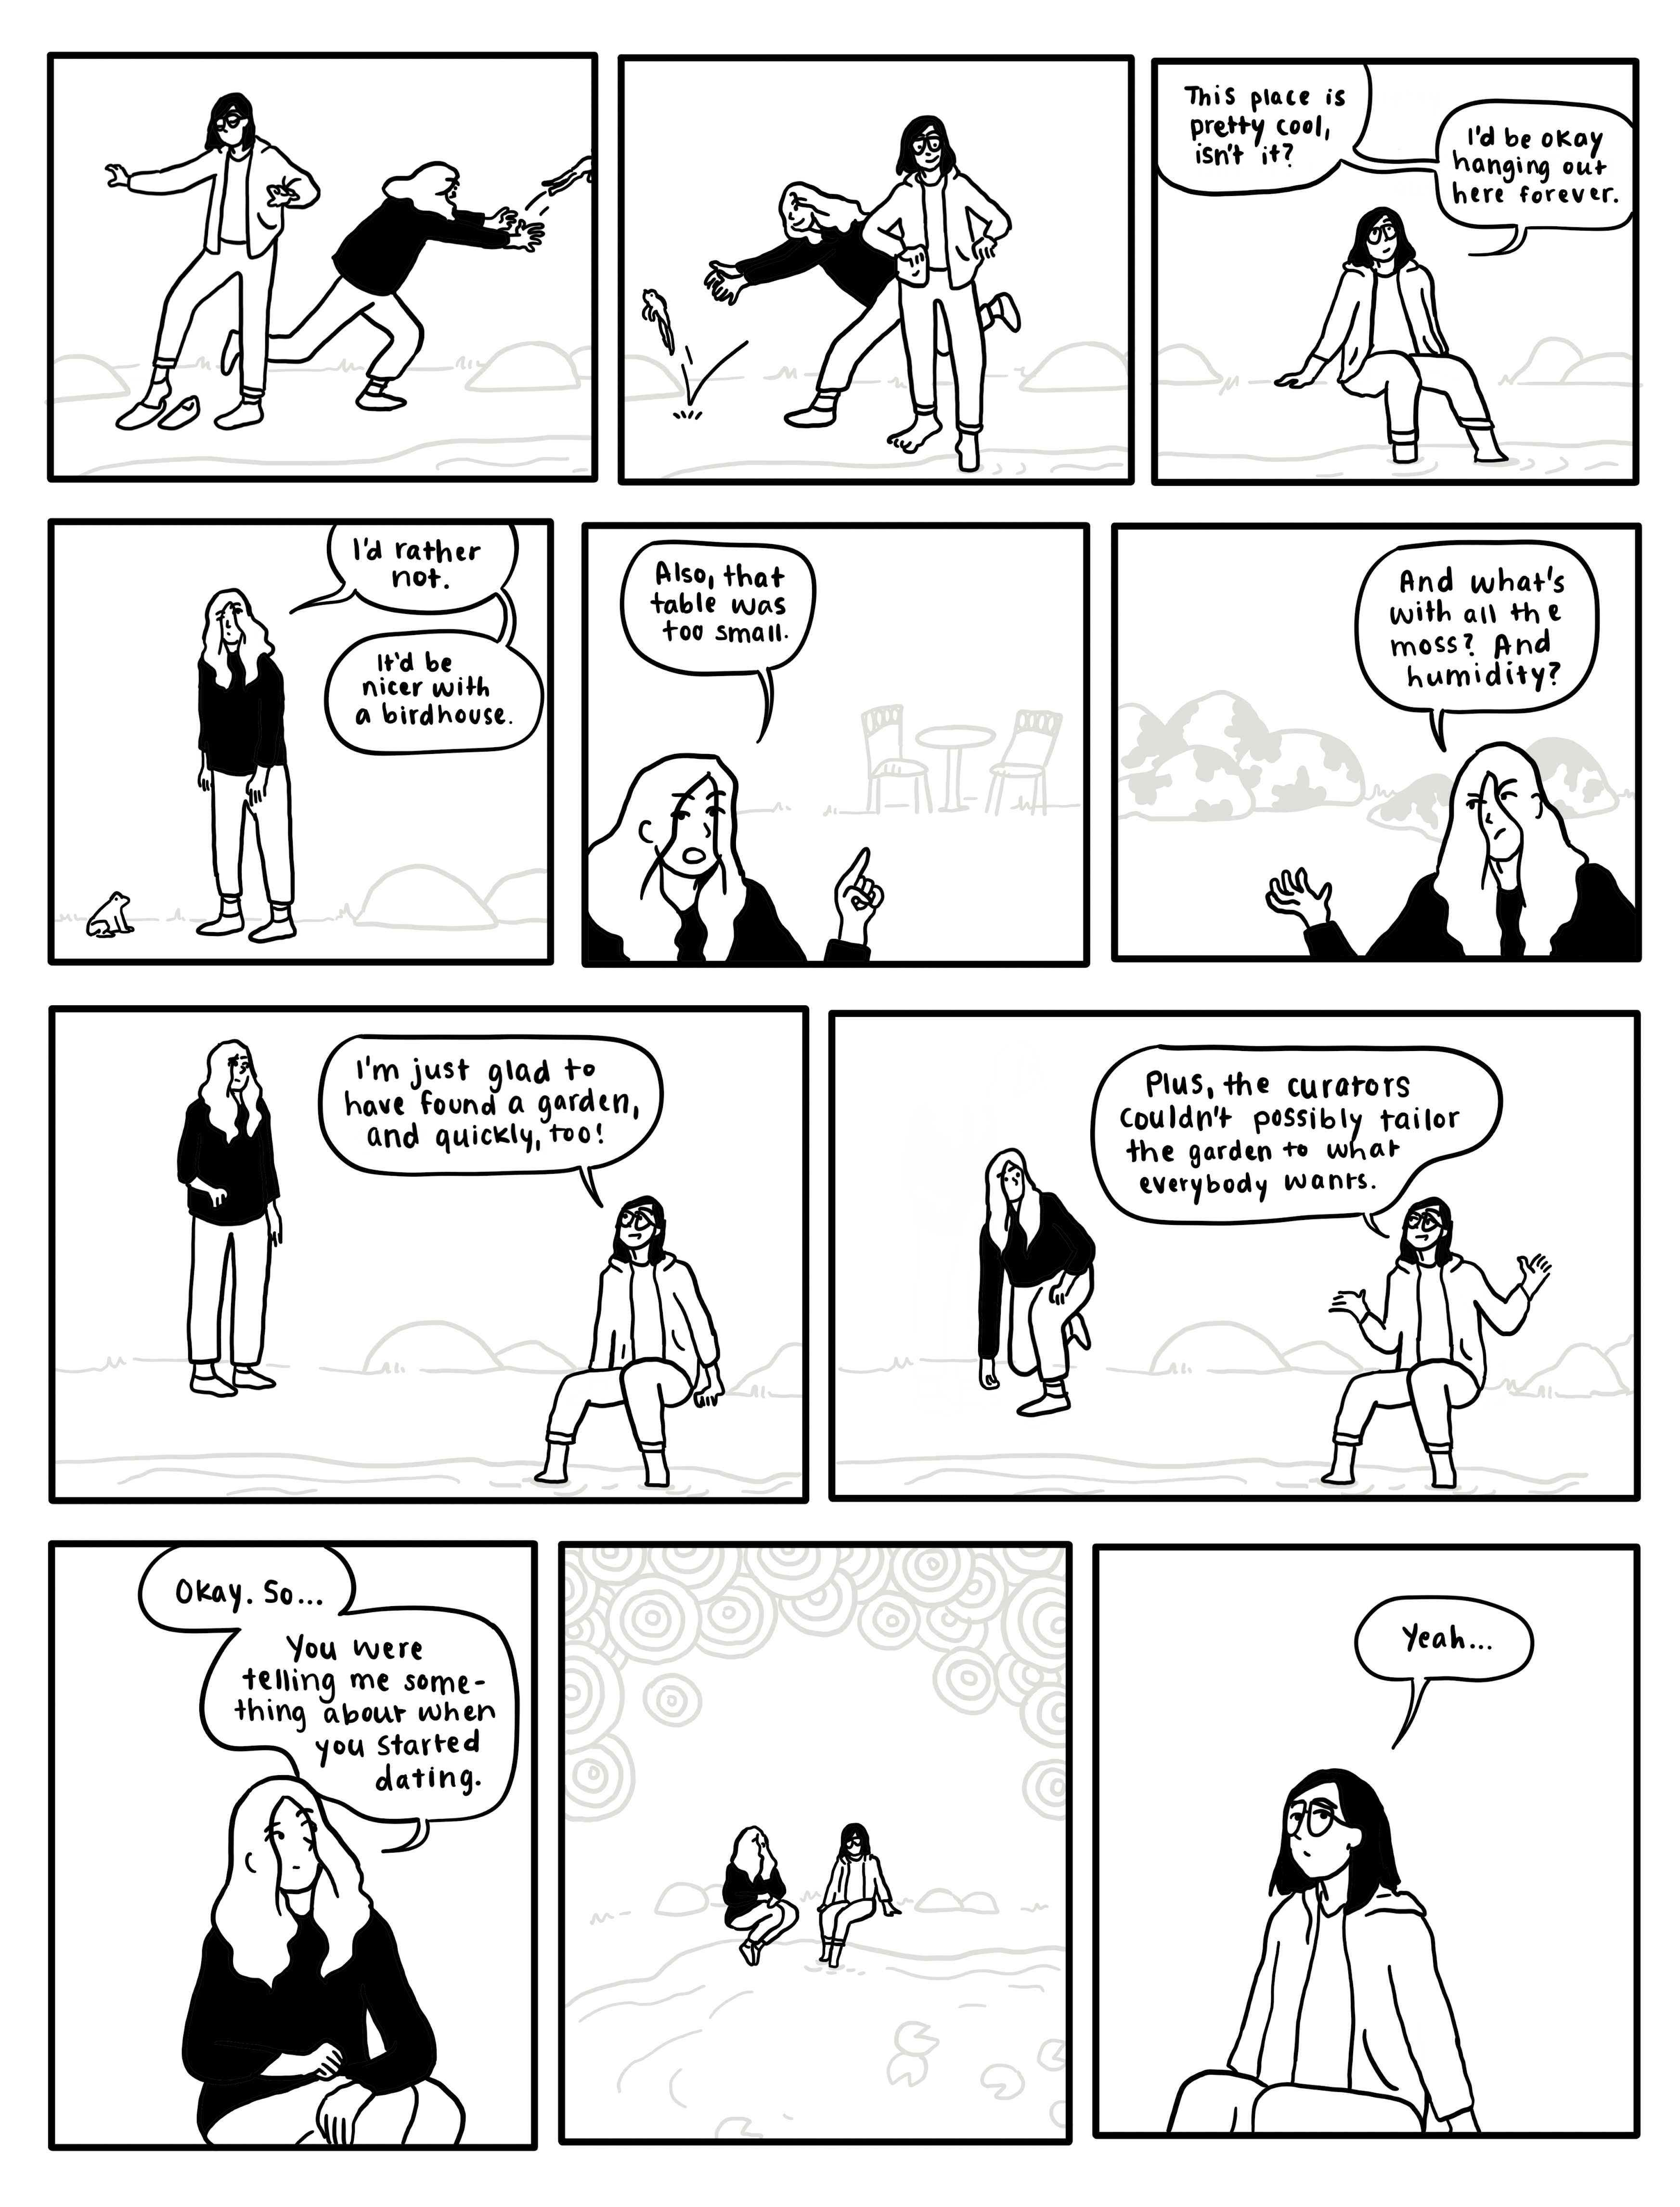 This place is
pretty cool,
isn't it?
I'd be okay
hanging out
here forever.
I'd rather
not.
It'd be
nicer with
a birdhouse.
Also, that
table was
too small.
And what's
with all the
moss? And
humidity?
I'm just glad to
have found a garden,
and quickly, too!
Plus, the curators
couldn't possibly tailor
the garden to what
everybody wants.
Okay. So...
You were
telling me some-
thing about when
you started
dating.
Yeah...